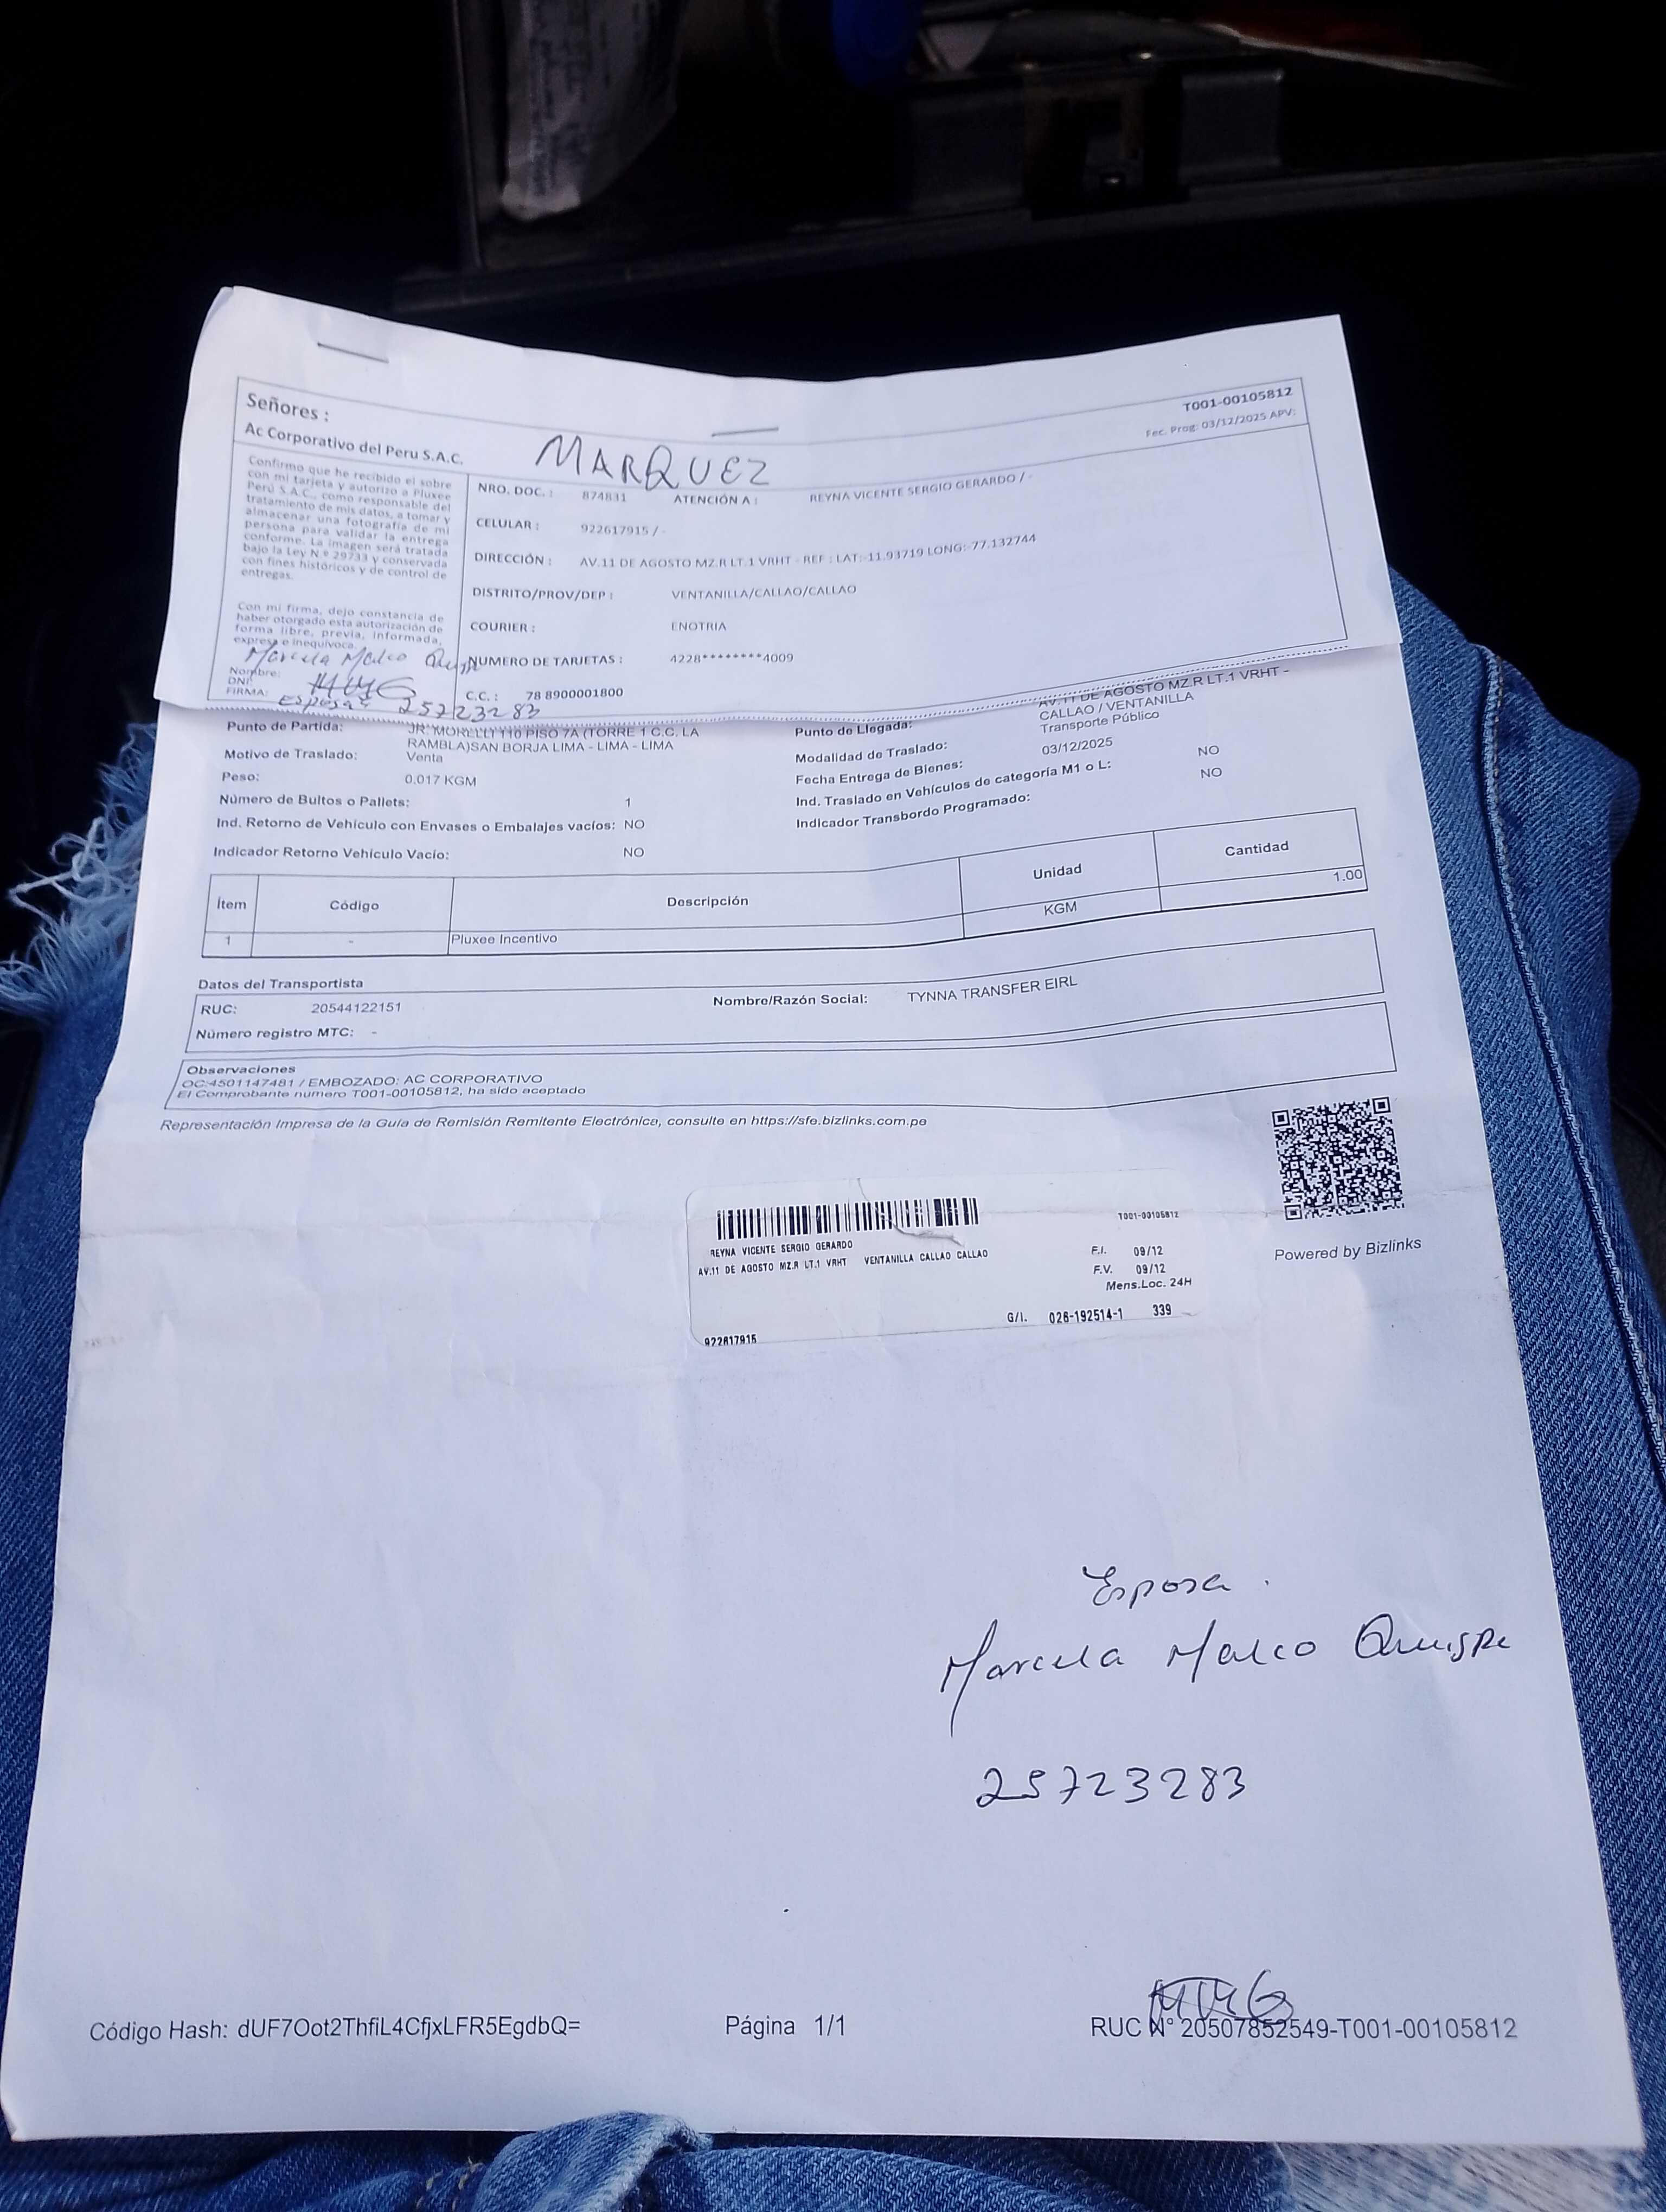 Señores :
T001-00105812
Fec. Prog: 03/12/2025 APV:
Ac Corporativo del Peru S.A.C.
MARQUEZ
Confirmo que he recibido el sobre
con mi tarjeta y autorizo a Pluxee
Perú S.A.C., como responsable del
tratamiento de mis datos, a tomar y
almacenar una fotografía de mi
persona para validar la entrega
conforme. La imagen será tratada
bajo la Ley N° 29733 y conservada
con fines históricos y de control de
entregas.
Con mi firma, dejo constancia de
haber otorgado esta autorización de
forma libre, previa, informada,
expresa e inequívoca.
Marcela Malco Quispe
Nombre:
DNI:
FIRMA:
Esposa 25723283
NRO. DOC. : 874831 ATENCIÓN A : REYNA VICENTE SERGIO GERARDO / -
CELULAR : 922617915 / -
DIRECCIÓN : AV.11 DE AGOSTO MZ.R LT.1 VRHT - REF : LAT:-11.93719 LONG:-77.132744
DISTRITO/PROV/DEP : VENTANILLA/CALLAO/CALLAO
COURIER : ENOTRIA
NUMERO DE TARJETAS : 4228********4009
C.C. : 78 8900001800
Punto de Partida: JR. MORELLI 110 PISO 7A (TORRE 1 C.C. LA
RAMBLA)SAN BORJA LIMA - LIMA - LIMA
Motivo de Traslado: Venta
Peso: 0.017 KGM
Número de Bultos o Pallets: 1
Ind. Retorno de Vehículo con Envases o Embalajes vacíos: NO
Indicador Retorno Vehículo Vacío: NO
Punto de Llegada: AV.11 DE AGOSTO MZ.R LT.1 VRHT -
CALLAO / VENTANILLA
Modalidad de Traslado: Transporte Público
Fecha Entrega de Bienes: 03/12/2025
Ind. Traslado en Vehículos de categoría M1 o L: NO
Indicador Transbordo Programado: NO
Ítem Código Descripción Unidad Cantidad
1 - Pluxee Incentivo KGM 1.00
Datos del Transportista
RUC: 20544122151 Nombre/Razón Social: TYNNA TRANSFER EIRL
Número registro MTC: -
Observaciones
OC:4501147481 / EMBOZADO: AC CORPORATIVO
El Comprobante numero T001-00105812, ha sido aceptado
Representación Impresa de la Guía de Remisión Remitente Electrónica, consulte en https://sfe.bizlinks.com.pe
T001-00105812
REYNA VICENTE SERGIO GERARDO
AV.11 DE AGOSTO MZ.R LT.1 VRHT VENTANILLA CALLAO CALLAO
F.I. 09/12
F.V. 09/12
Mens.Loc. 24H
G/I. 026-192514-1 339
922617915
Powered by Bizlinks
Esposa.
Marcela Malco Quispe
25723283
Código Hash: dUF7Oot2ThfiL4CfjxLFR5EgdbQ= Página 1/1 RUC N° 20507852549-T001-00105812